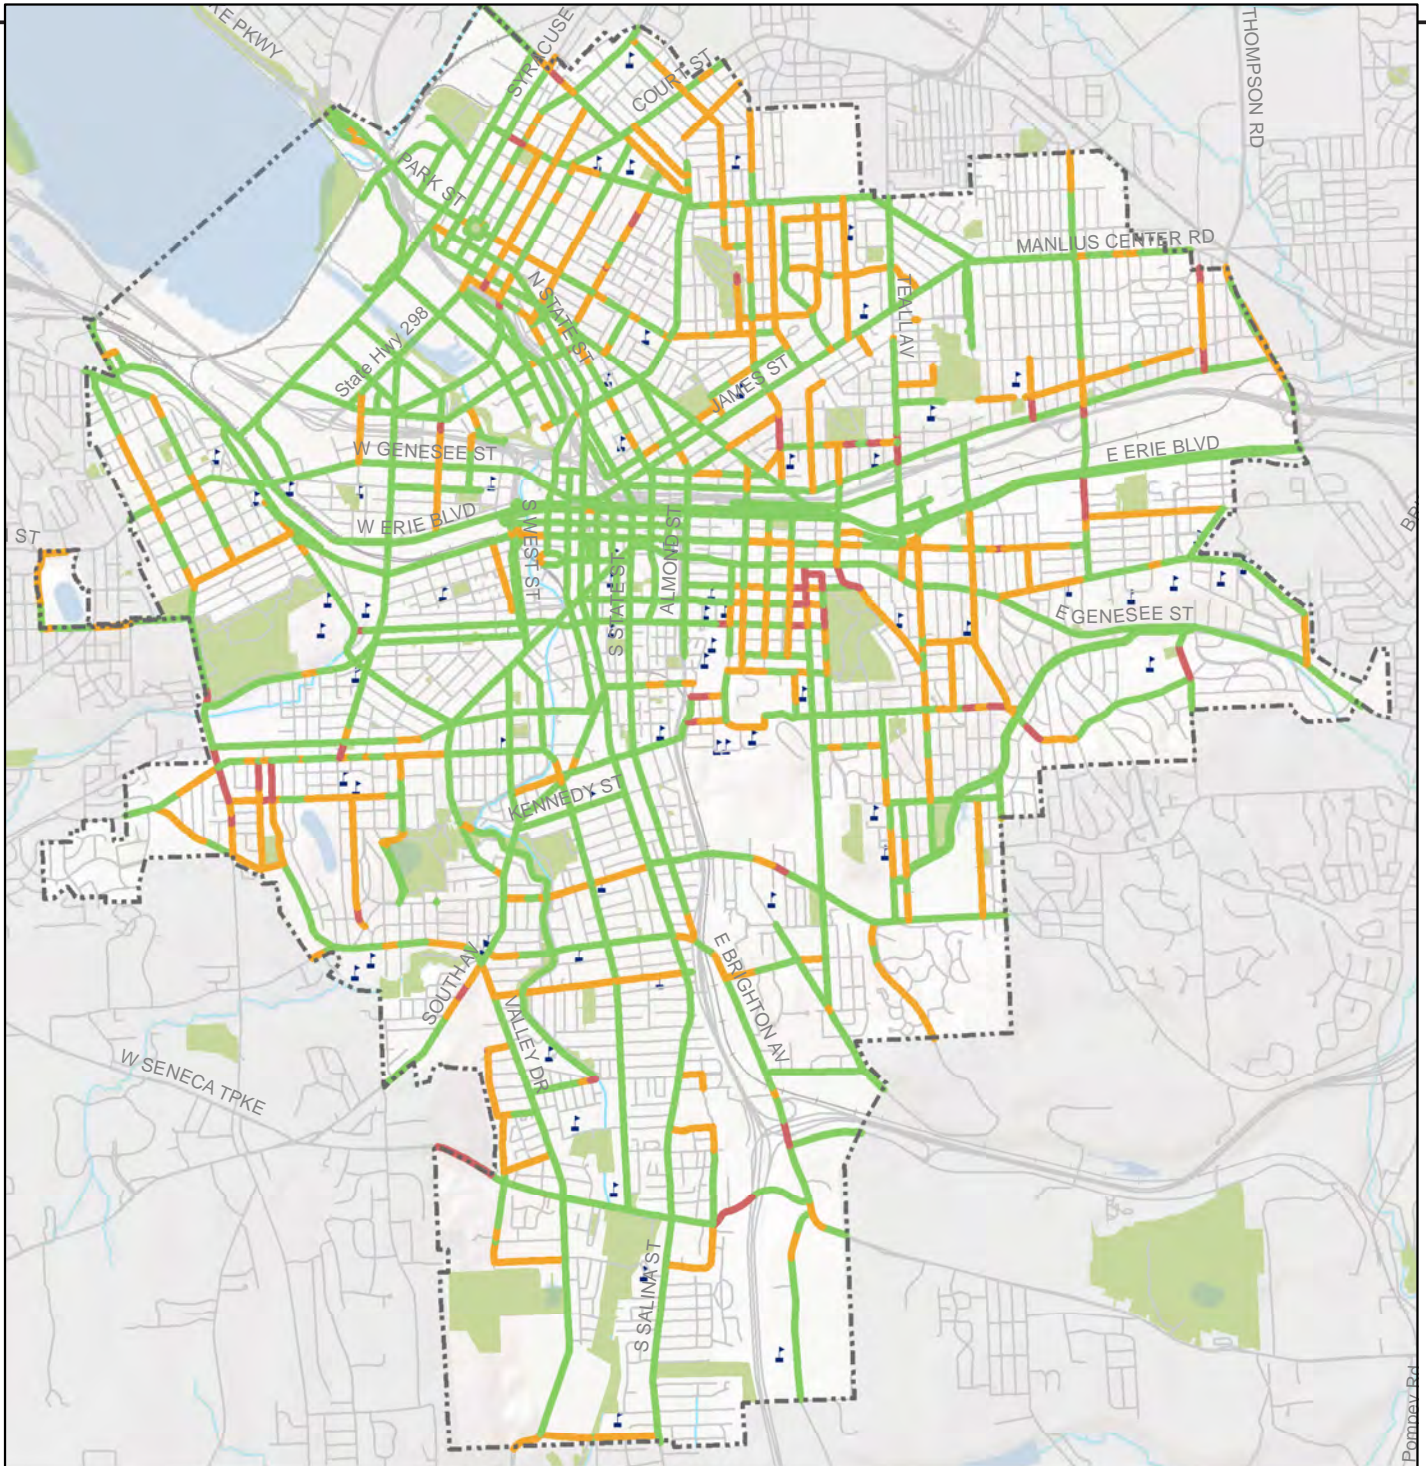 KE PKWY
SYRACUSE
COURT ST
THOMPSON RD
PARK ST
MANLIUS CENTER RD
N STATE ST
TEALL AV
State Hwy 298
JAMES ST
W GENESEE ST
E ERIE BLVD
W ERIE BLVD
S WEST ST
ALMOND ST
S STATE ST
ST
BR
E GENESEE ST
KENNEDY ST
SOUTH AV
VALLEY DR
E BRIGHTON AV
W SENECA TPKE
S SALINA ST
Pompey Rd